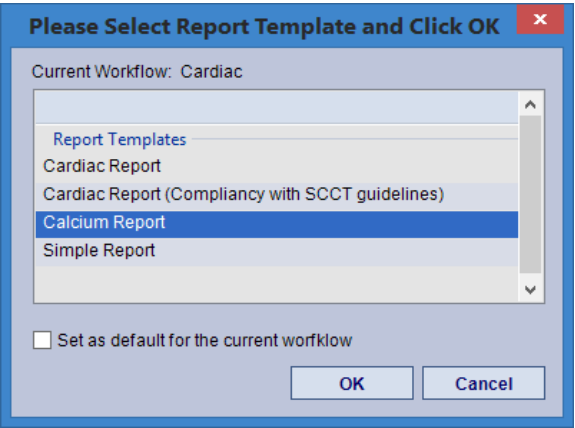 Please Select Report Template and Click OK
x
Current Workflow: Cardiac
Report Templates
Cardiac Report
Cardiac Report (Compliancy with SCCT guidelines)
Calcium Report
Simple Report
Set as default for the current worfklow
OK Cancel